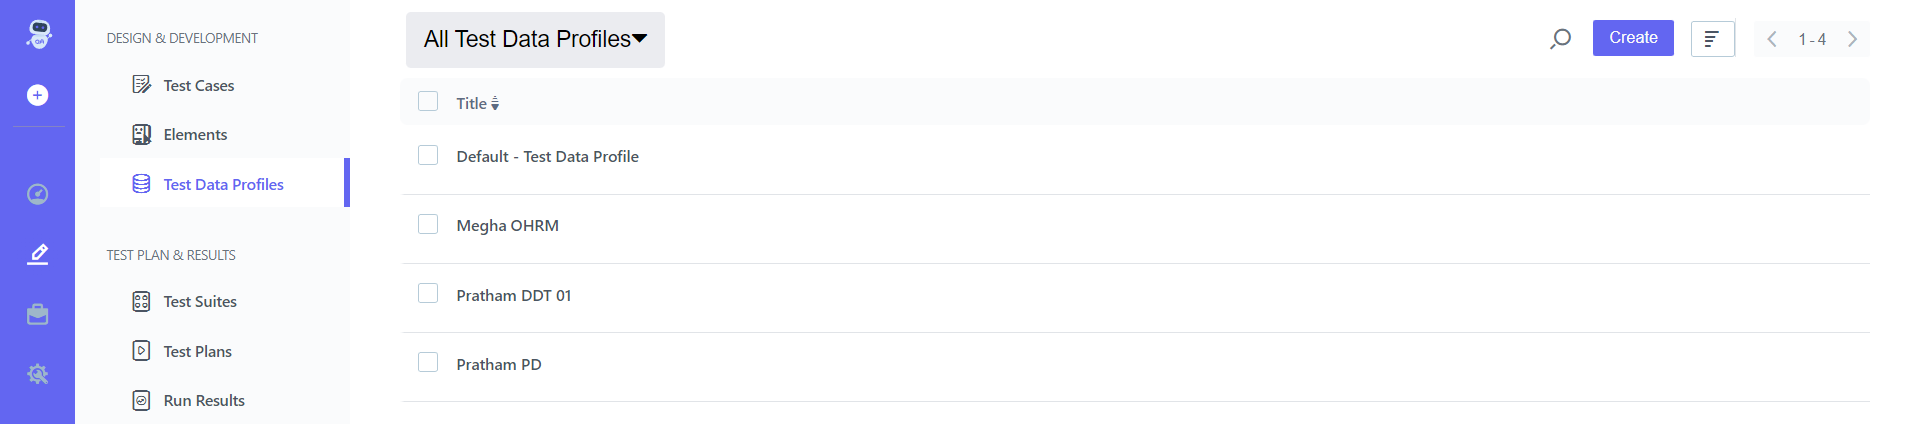 DESIGN & DEVELOPMENT
Test Cases
Elements
Test Data Profiles
TEST PLAN & RESULTS
Test Suites
Test Plans
Run Results
All Test Data Profiles
Create
1 - 4
Title
Default - Test Data Profile
Megha OHRM
Pratham DDT 01
Pratham PD